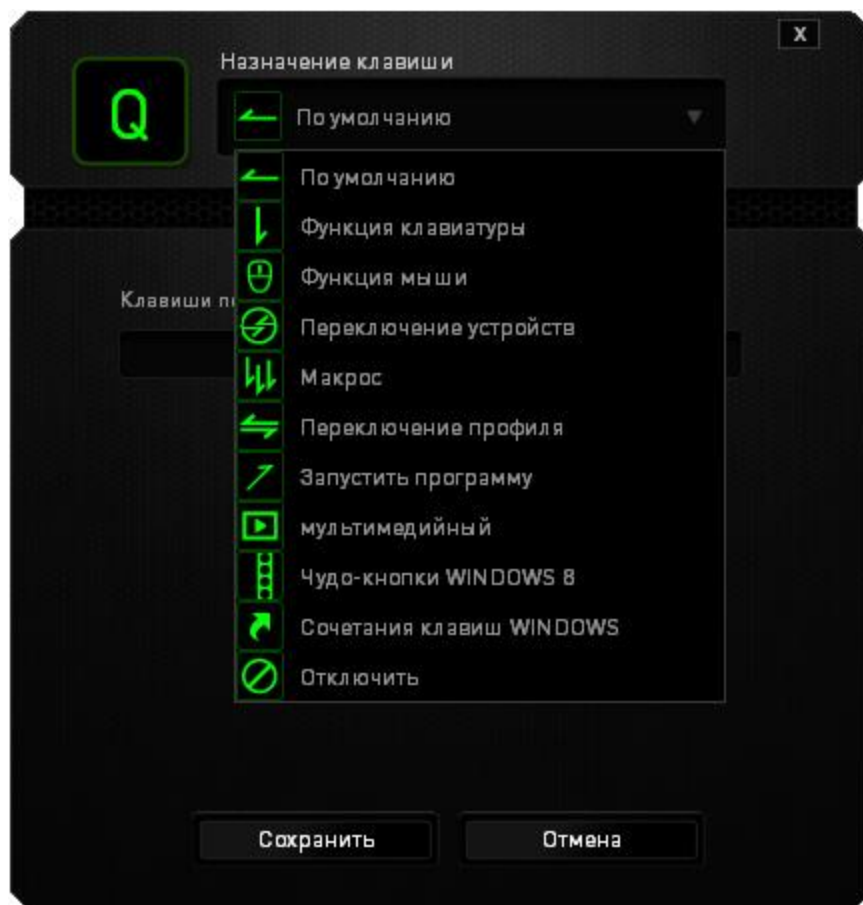 X
Назначение клавиши
Q
По умолчанию
По умолчанию
Функция клавиатуры
Функция мыши
Клавиши
Переключение устройств
Макрос
Переключение профиля
Запустить программу
мультимедийный
Чудо-кнопки WINDOWS 8
Сочетания клавиш WINDOWS
Отключить
Сохранить
Отмена